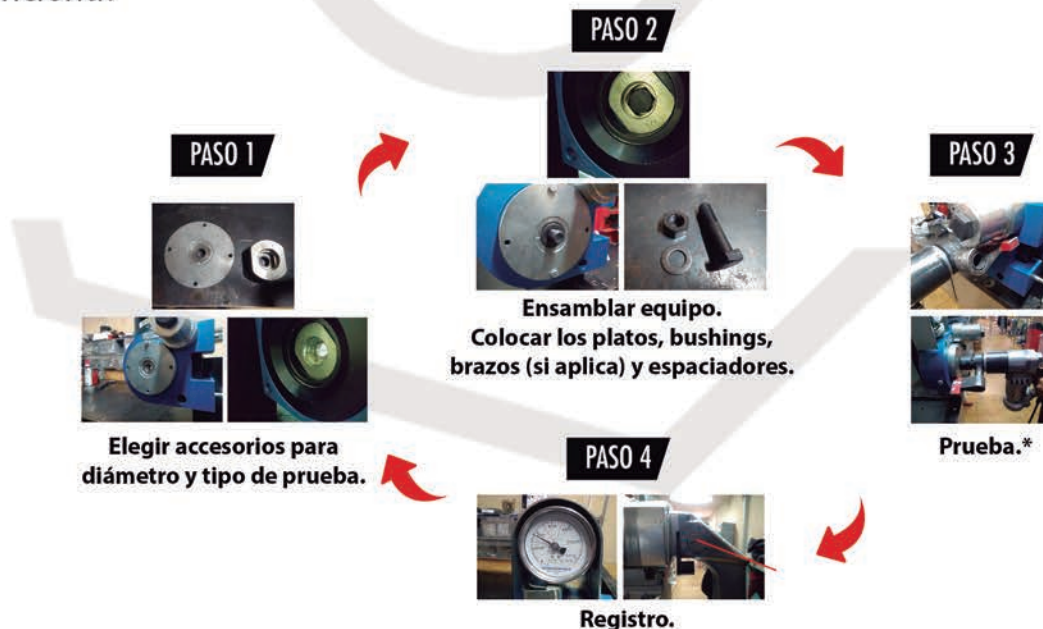 PASO 1
Elegir accesorios para
diámetro y tipo de prueba.
PASO 2
Ensamblar equipo.
Colocar los platos, bushings,
brazos (si aplica) y espaciadores.
PASO 3
Prueba.*
PASO 4
Registro.